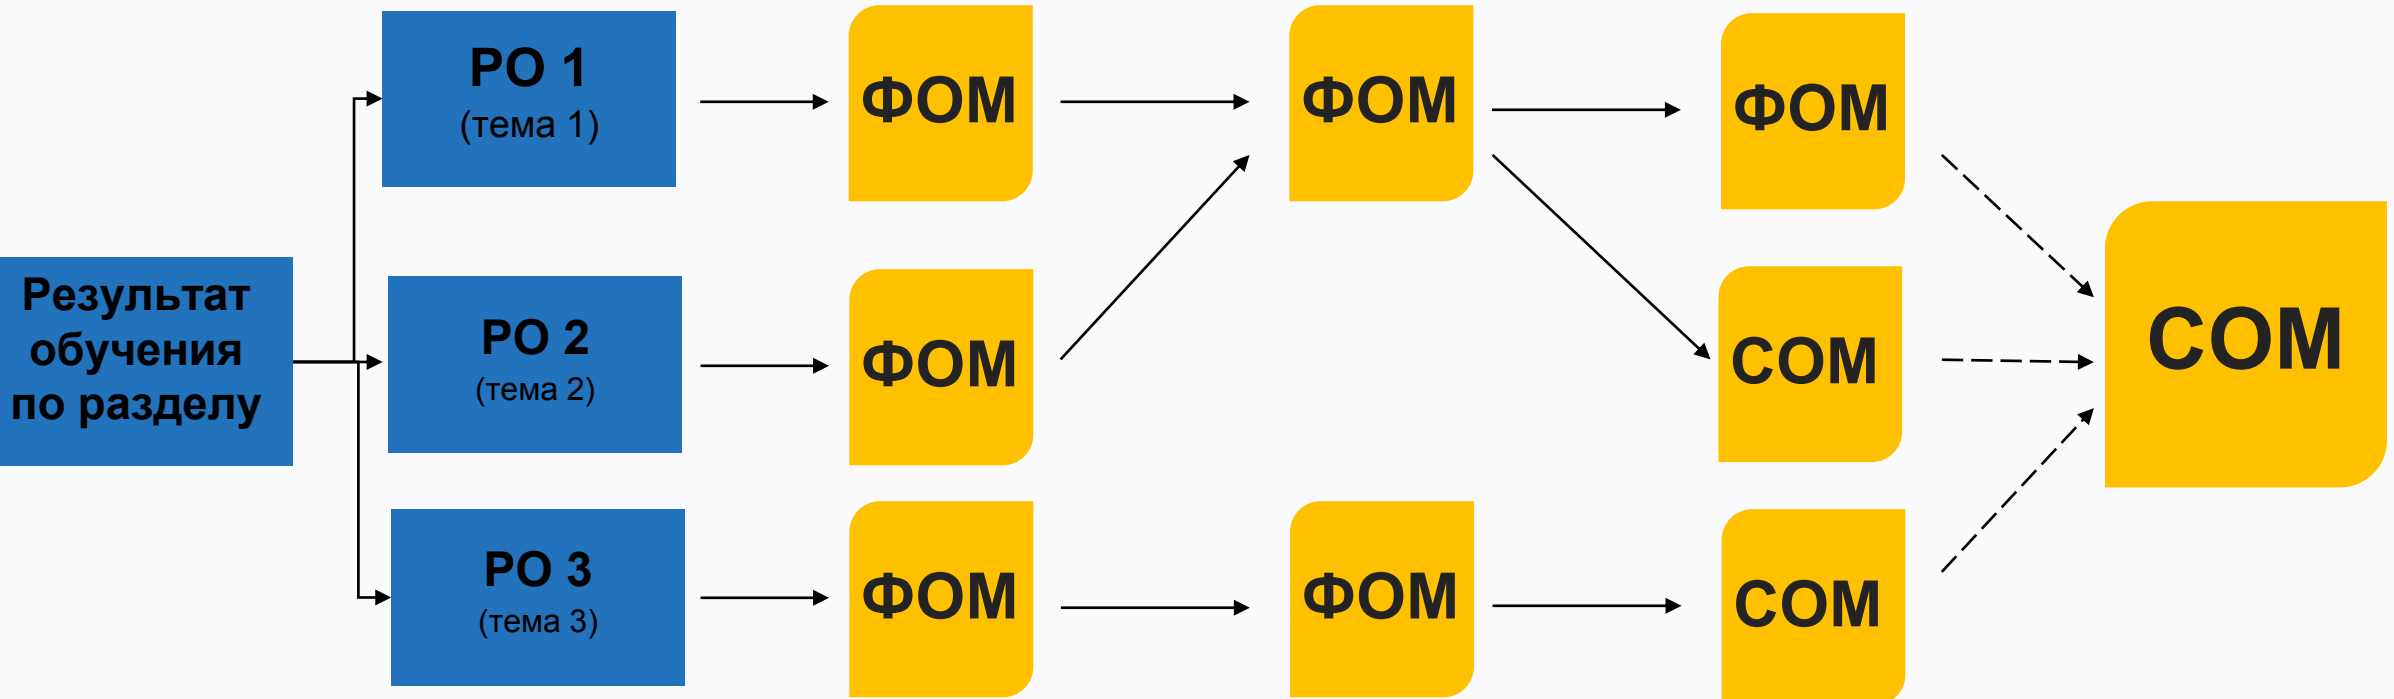 РО 1
(тема 1)
ФОМ
ФОМ
ФОМ
Результат
обучения
по разделу
РО 2
(тема 2)
ФОМ
СОМ
СОМ
РО 3
(тема 3)
ФОМ
ФОМ
СОМ